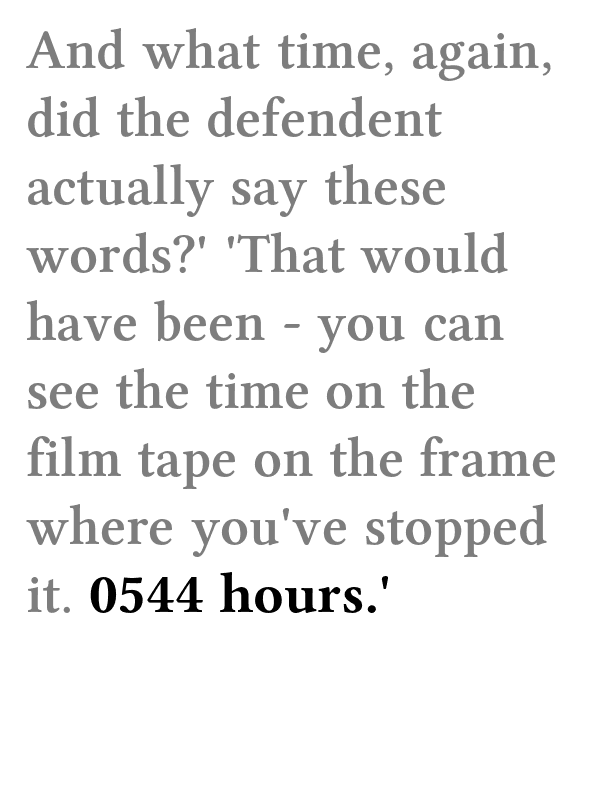 And what time, again,
did the defendent
actually say these
words?' 'That would
have been - you can
see the time on the
film tape on the frame
where you've stopped
it. 0544 hours.'